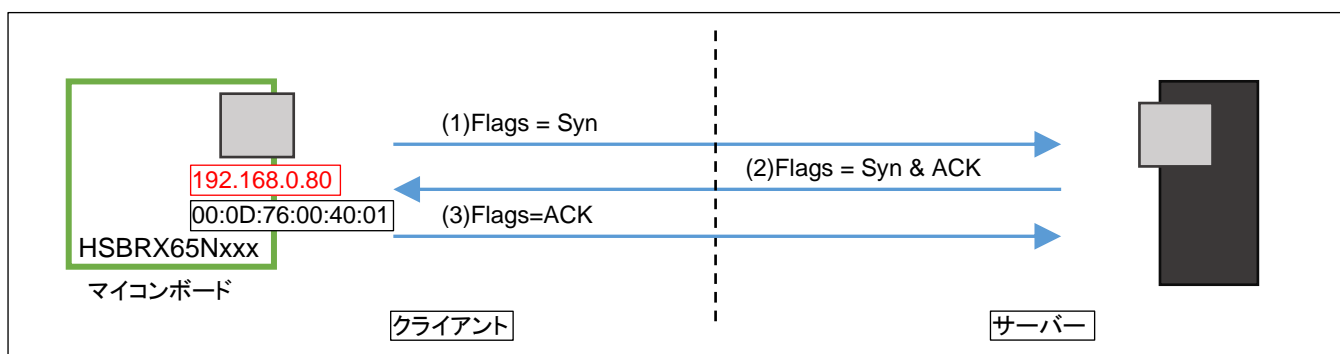 (1)Flags = Syn
(2)Flags = Syn & ACK
192.168.0.80
00:0D:76:00:40:01
(3)Flags=ACK
HSBRX65Nxxx
マイコンボード
クライアント
サーバー